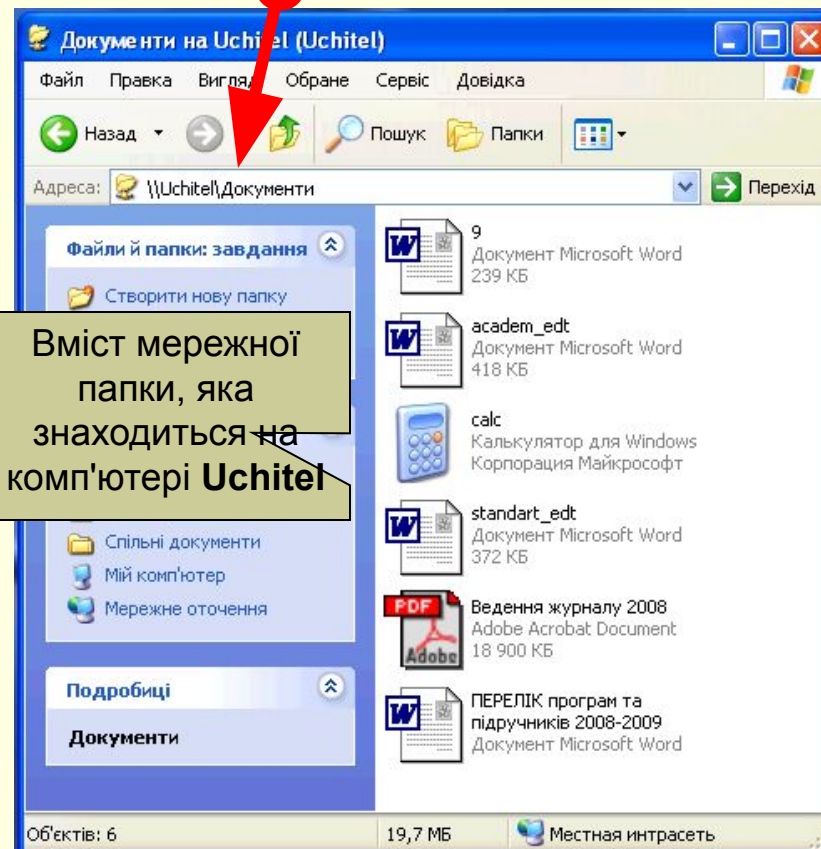 Документи на Uchitel (Uchitel)
Файл Правка Вигляд Обране Сервіс Довідка
Назад Пошук Папки
Адреса: \\Uchitel\Документи Перехід
Файли й папки: завдання
Створити нову папку
Вміст мережної
папки, яка
знаходиться на
комп'ютері Uchitel
Спільні документи
Мій комп'ютер
Мережне оточення
Подробиці
Документи
9
Документ Microsoft Word
239 КБ
academ_edt
Документ Microsoft Word
418 КБ
calc
Калькулятор для Windows
Корпорация Майкрософт
standart_edt
Документ Microsoft Word
372 КБ
PDF
Adobe
Ведення журналу 2008
Adobe Acrobat Document
18 900 КБ
ПЕРЕЛІК програм та
підручників 2008-2009
Документ Microsoft Word
Об'єктів: 6 19,7 МБ Местная интрасеть